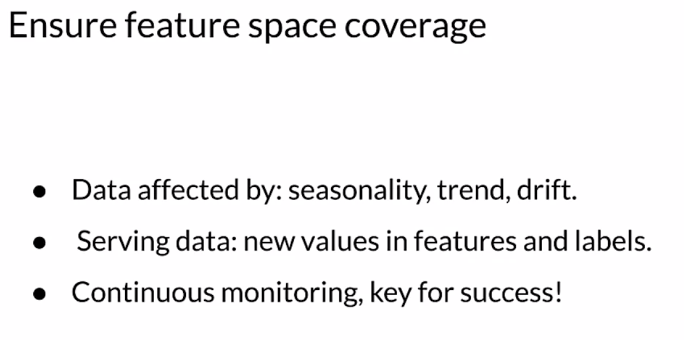 Ensure feature space coverage
● Data affected by: seasonality, trend, drift.
● Serving data: new values in features and labels.
● Continuous monitoring, key for success!